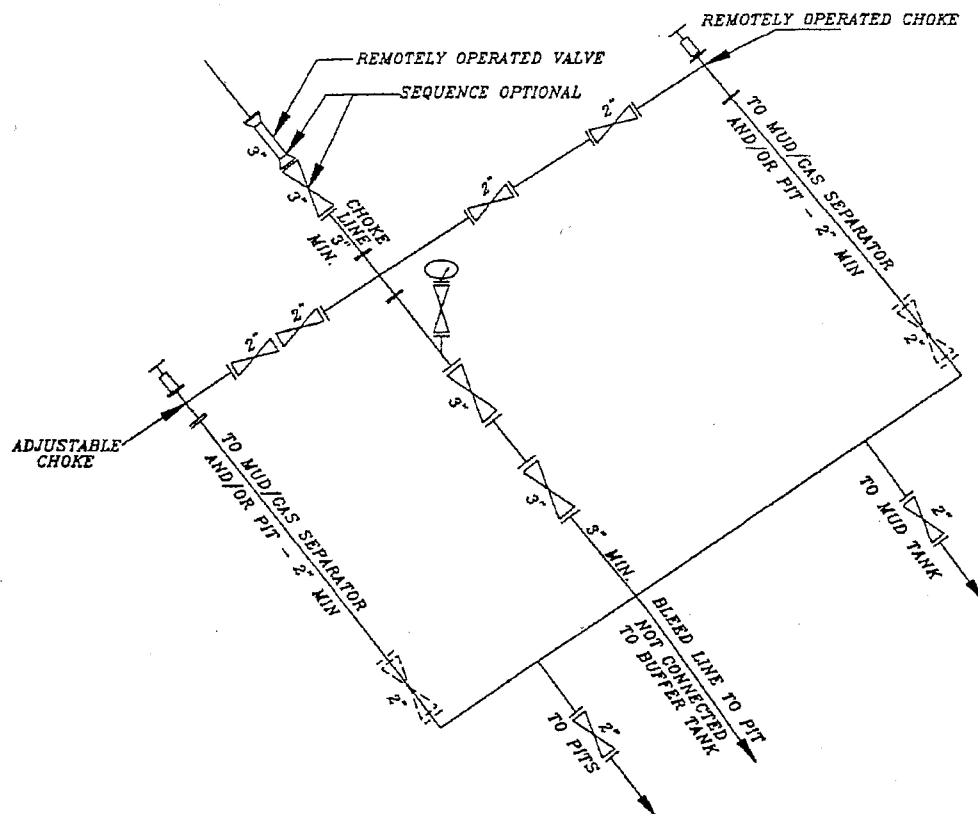 REMOTELY OPERATED CHOKE
REMOTELY OPERATED VALVE
SEQUENCE OPTIONAL
3"
3"
CHOKE
LINE
3"
MIN.
2"
2"
TO MUD/GAS SEPARATOR
AND/OR PIT - 2" MIN
2"
2"
2"
ADJUSTABLE
CHOKE
TO MUD/GAS SEPARATOR
AND/OR PIT - 2" MIN
2"
3"
3"
3" MIN.
BLEED LINE TO PIT
NOT CONNECTED
TO BUFFER TANK
2"
TO MUD TANK
2"
TO PITS